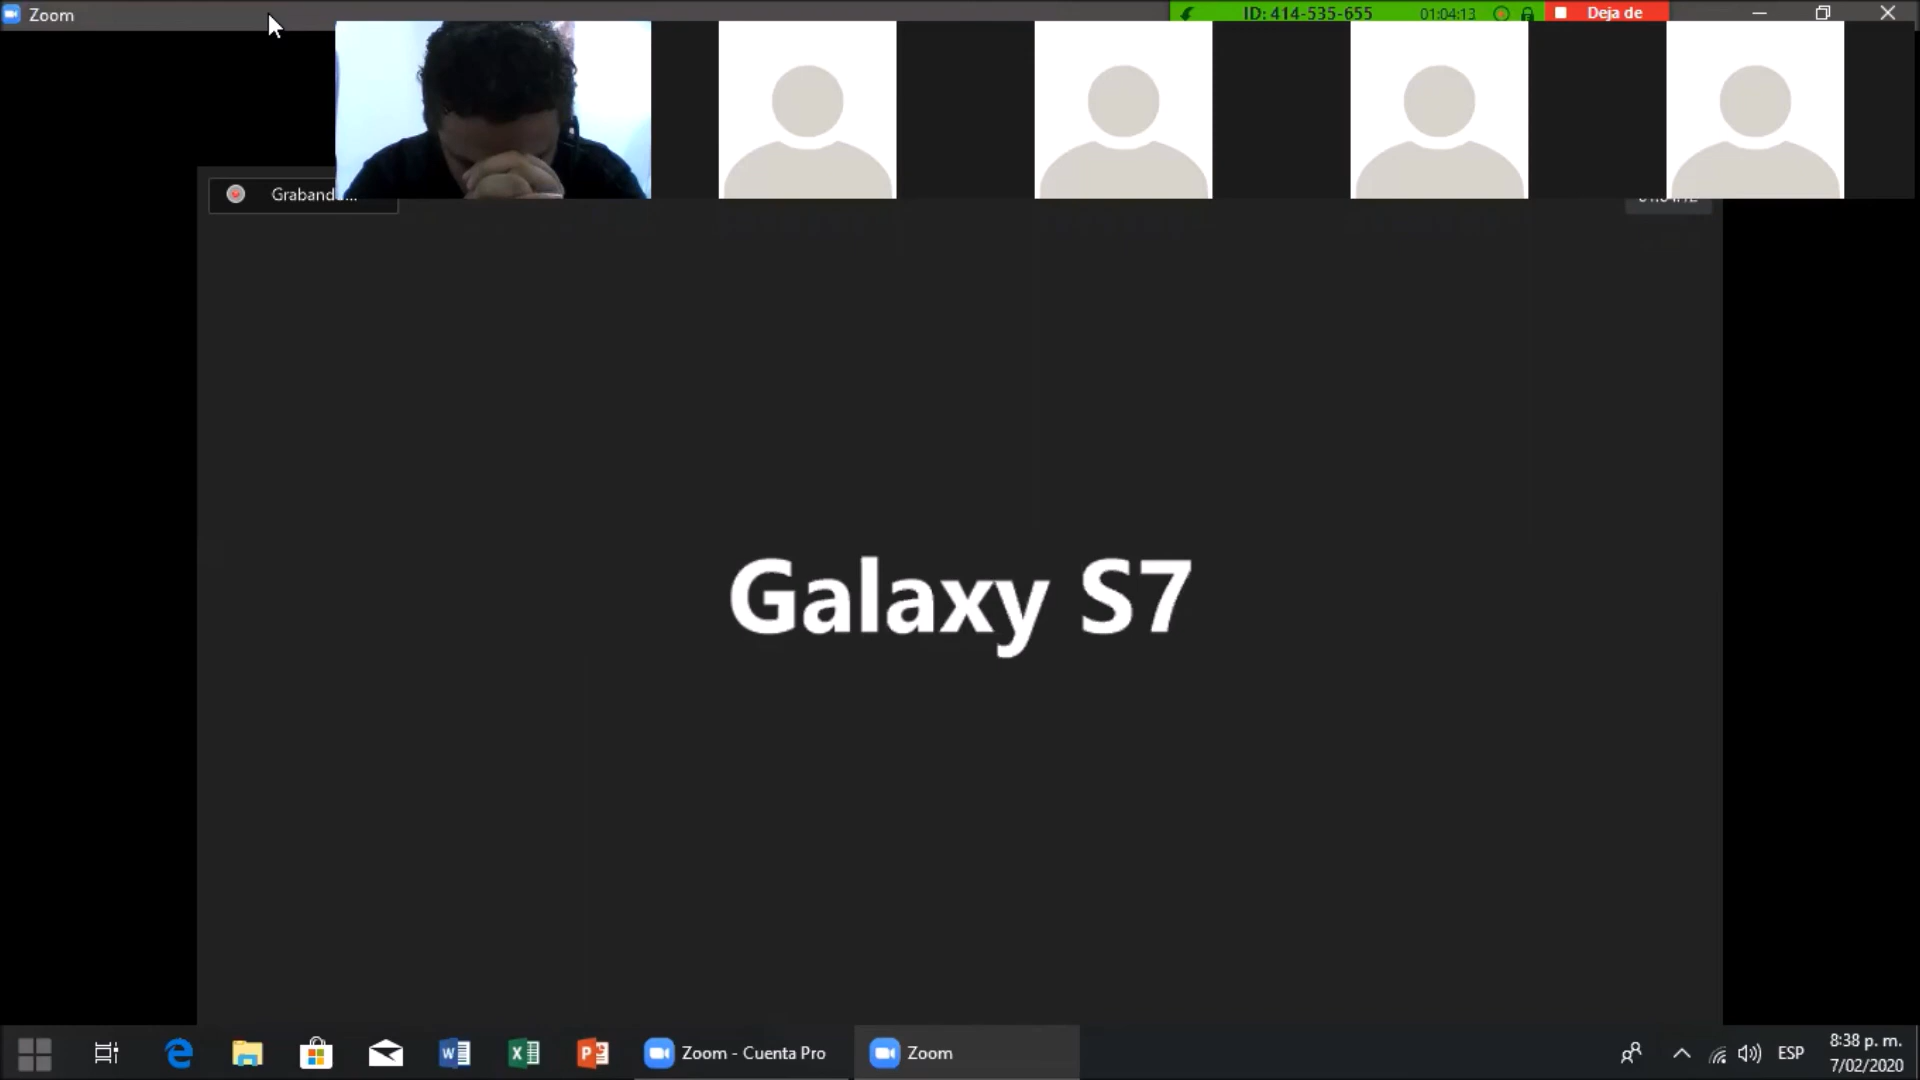 Zoom
ID: 414-535-655
01:04:13
Deja de
Graband...
Galaxy S7
Zoom - Cuenta Pro
Zoom
ESP
8:38 p. m.
7/02/2020